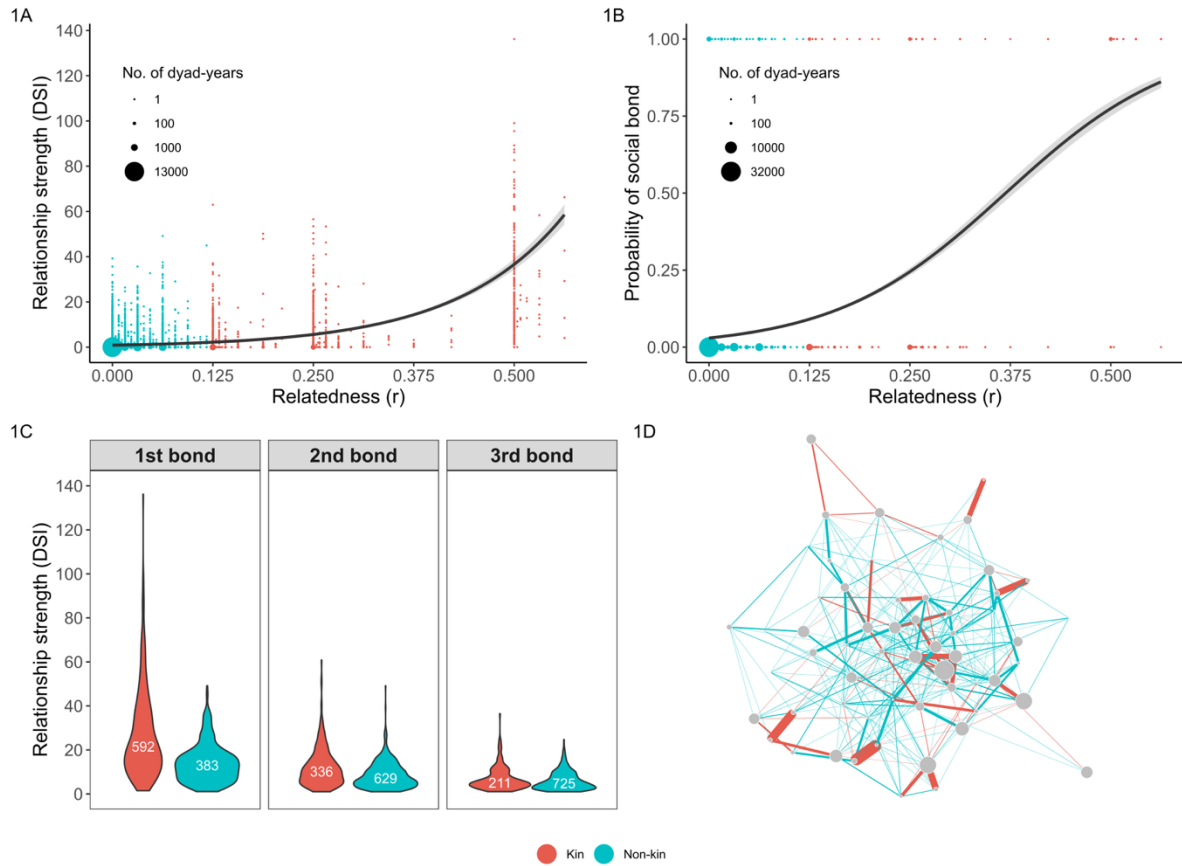 1A
Relationship strength (DSI)
140
120
100
80
60
40
20
0
No. of dyad-years
1
100
1000
13000
0.000
0.125
0.250
0.375
0.500
Relatedness (r)
1B
Probability of social bond
1.00
0.75
0.50
0.25
0.00
No. of dyad-years
1
100
10000
32000
0.000
0.125
0.250
0.375
0.500
Relatedness (r)
1C
1st bond
2nd bond
3rd bond
Relationship strength (DSI)
140
120
100
80
60
40
20
0
592
383
336
629
211
725
1D
Kin
Non-kin